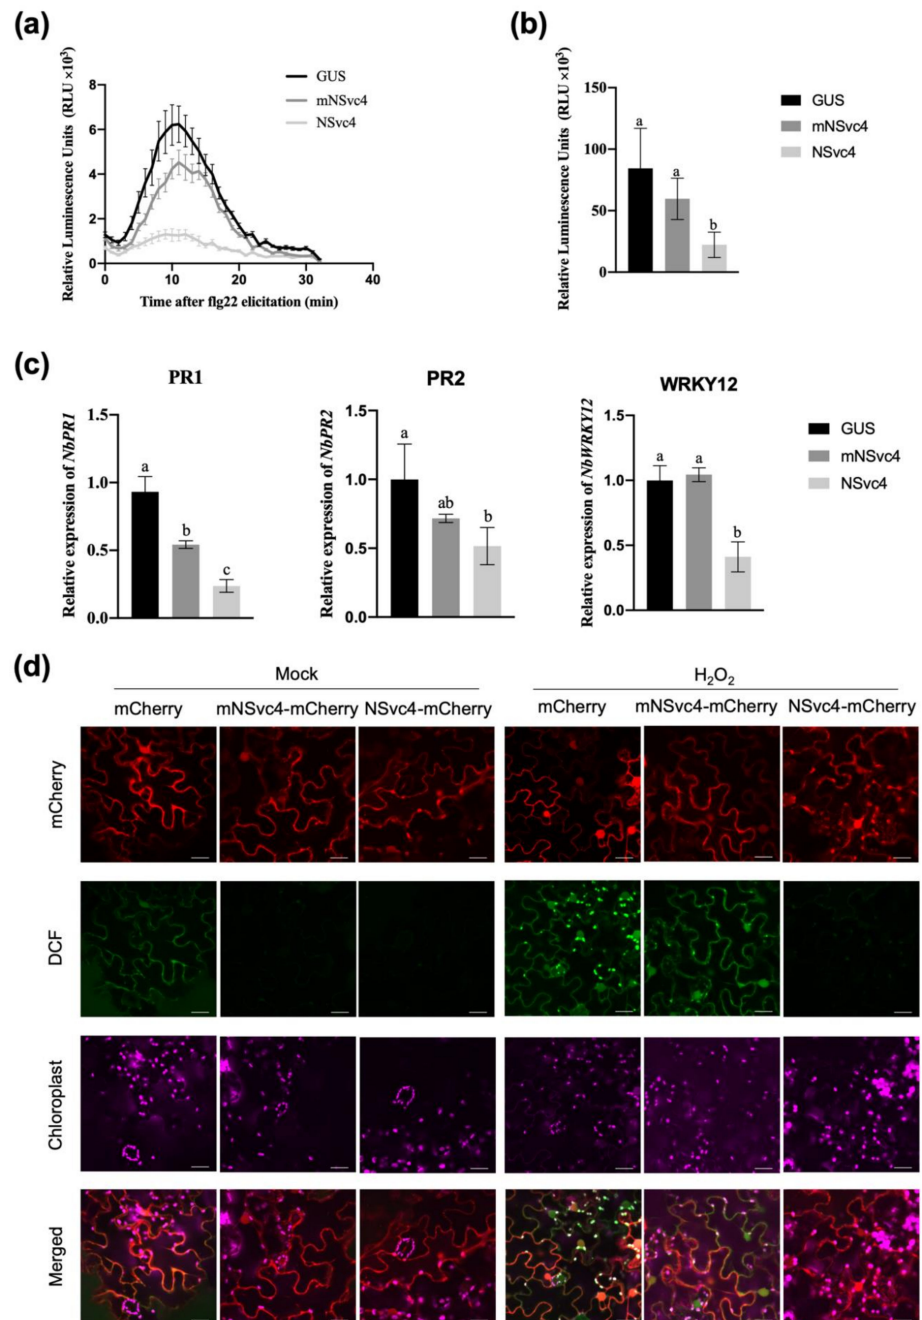 (a)
Relative Luminescence Units (RLU ×10³)
8
6
4
2
0
0
10
20
30
40
Time after flg22 elicitation (min)
GUS
mNSvc4
NSvc4
(b)
Relative Luminescence Units (RLU ×10³)
150
100
50
0
a
a
b
GUS
mNSvc4
NSvc4
(c)
PR1
Relative expression of NbPR1
1.5
1.0
0.5
0.0
a
b
c
PR2
Relative expression of NbPR2
1.5
1.0
0.5
0.0
a
ab
b
WRKY12
Relative expression of NbWRKY12
1.5
1.0
0.5
0.0
a
a
b
GUS
mNSvc4
NSvc4
(d)
Mock
H₂O₂
mCherry
mNSvc4-mCherry
NSvc4-mCherry
mCherry
mNSvc4-mCherry
NSvc4-mCherry
mCherry
DCF
Chloroplast
Merged